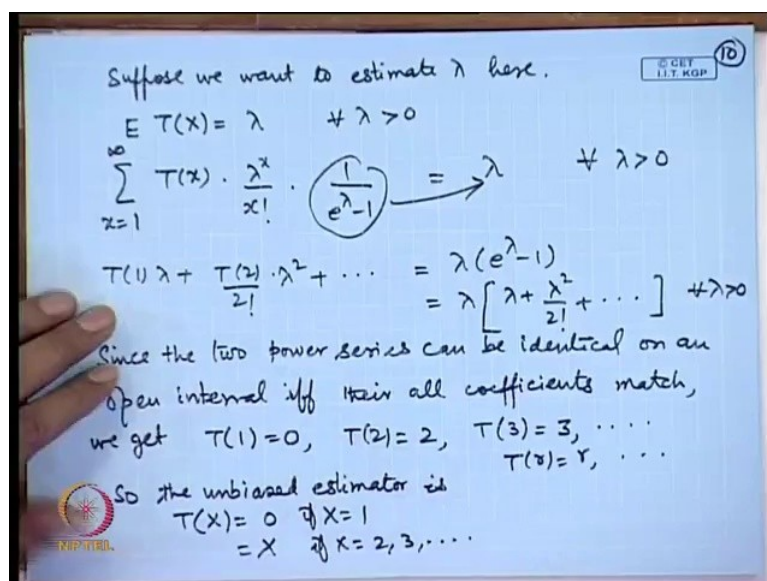 10
© CET
I.I.T. KGP
Suppose we want to estimate λ here.
E T(X) = λ ∀ λ > 0
∞
∑ T(x) · λ^x / x! · 1 / (e^λ - 1) = λ ∀ λ > 0
x=1
T(1) λ + T(2)/2! · λ² + ··· = λ (e^λ - 1)
= λ [ λ + λ²/2! + ··· ] ∀ λ>0
Since the two power series can be identical on an
open interval iff their all coefficients match,
we get T(1) = 0, T(2) = 2, T(3) = 3, ····
T(r) = r, ···
So the unbiased estimator is
T(X) = 0 if X = 1
= X if X = 2, 3, ····
NPTEL